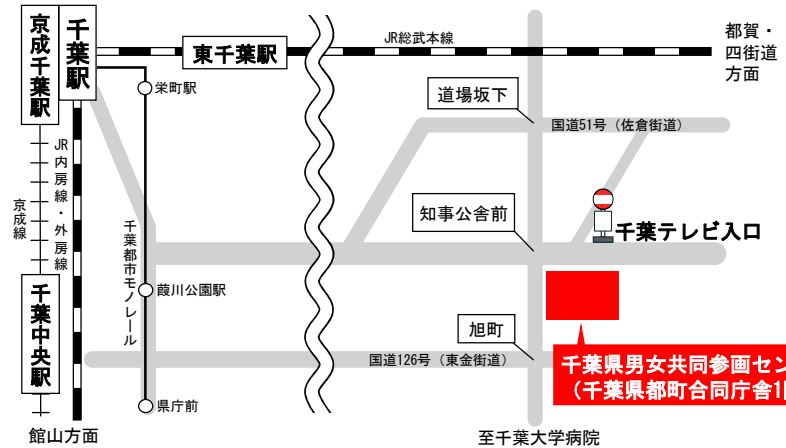 京成千葉駅
千葉駅
東千葉駅
JR総武本線
都賀・
四街道
方面
栄町駅
道場坂下
国道51号（佐倉街道）
JR内房線・外房線
京成線
千葉都市モノレール
知事公舎前
千葉テレビ入口
葭川公園駅
千葉中央駅
旭町
国道126号（東金街道）
千葉県男女共同参画セン
（千葉県都町合同庁舎1
県庁前
館山方面
至千葉大学病院